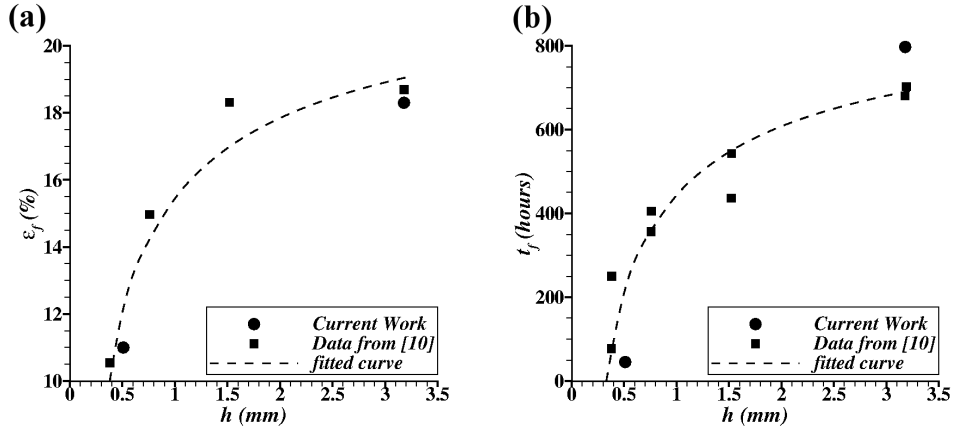 (a)
20
18
16
14
12
10
ε_f (%)
0
0.5
1
1.5
2
2.5
3
3.5
h (mm)
Current Work
Data from [10]
fitted curve
(b)
800
600
400
200
0
t_f (hours)
0
0.5
1
1.5
2
2.5
3
3.5
h (mm)
Current Work
Data from [10]
fitted curve